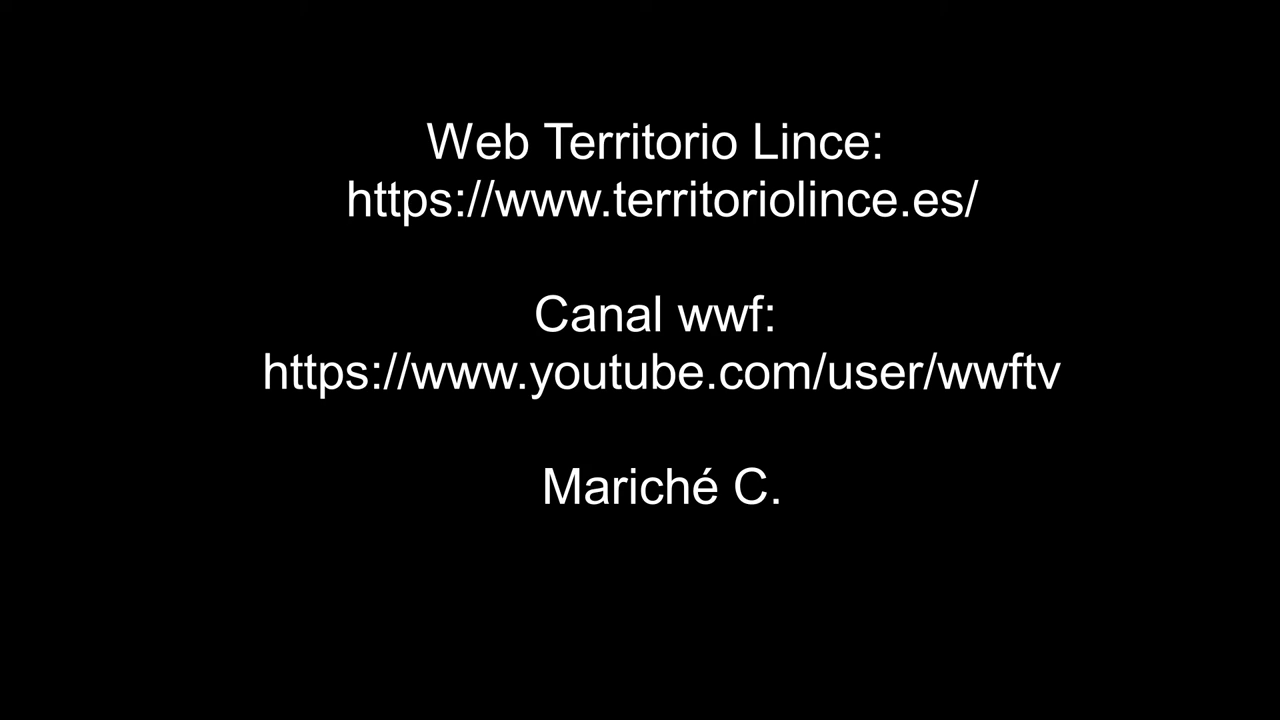 Web Territorio Lince:
https://www.territoriolince.es/
Canal wwf:
https://www.youtube.com/user/wwftv
Mariché C.